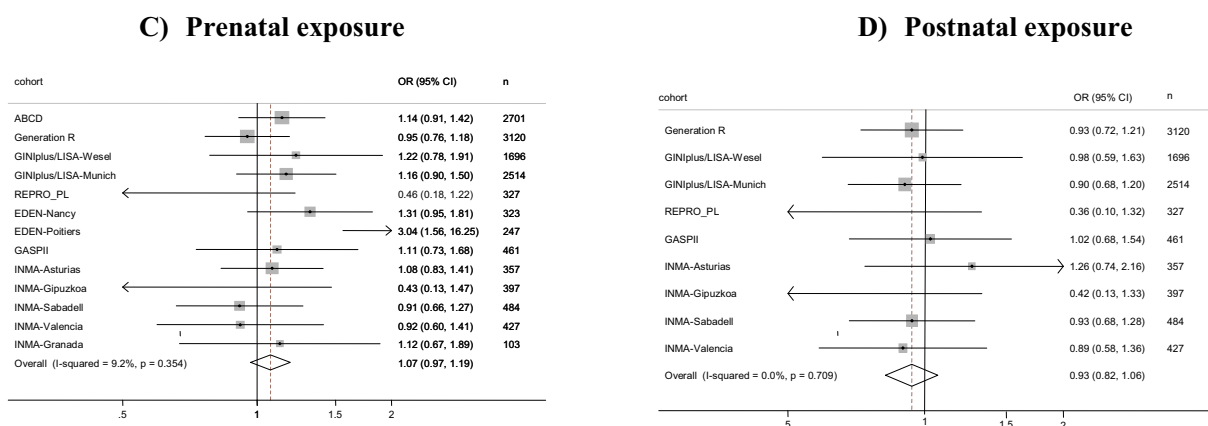 C) Prenatal exposure
cohort OR (95% CI) n
ABCD 1.14 (0.91, 1.42) 2701
Generation R 0.95 (0.76, 1.18) 3120
GINIplus/LISA-Wesel 1.22 (0.78, 1.91) 1696
GINIplus/LISA-Munich 1.16 (0.90, 1.50) 2514
REPRO_PL 0.46 (0.18, 1.22) 327
EDEN-Nancy 1.31 (0.95, 1.81) 323
EDEN-Poitiers 3.04 (1.56, 16.25) 247
GASPII 1.11 (0.73, 1.68) 461
INMA-Asturias 1.08 (0.83, 1.41) 357
INMA-Gipuzkoa 0.43 (0.13, 1.47) 397
INMA-Sabadell 0.91 (0.66, 1.27) 484
INMA-Valencia 0.92 (0.60, 1.41) 427
INMA-Granada 1.12 (0.67, 1.89) 103
Overall (I-squared = 9.2%, p = 0.354) 1.07 (0.97, 1.19)
.5 1 1.5 2
D) Postnatal exposure
cohort OR (95% CI) n
Generation R 0.93 (0.72, 1.21) 3120
GINIplus/LISA-Wesel 0.98 (0.59, 1.63) 1696
GINIplus/LISA-Munich 0.90 (0.68, 1.20) 2514
REPRO_PL 0.36 (0.10, 1.32) 327
GASPII 1.02 (0.68, 1.54) 461
INMA-Asturias 1.26 (0.74, 2.16) 357
INMA-Gipuzkoa 0.42 (0.13, 1.33) 397
INMA-Sabadell 0.93 (0.68, 1.28) 484
INMA-Valencia 0.89 (0.58, 1.36) 427
Overall (I-squared = 0.0%, p = 0.709) 0.93 (0.82, 1.06)
.5 1 1.5 2